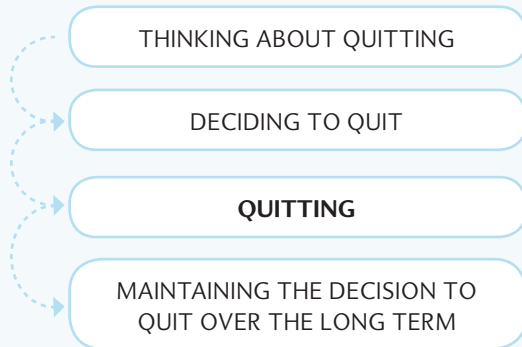 THINKING ABOUT QUITTING
DECIDING TO QUIT
QUITTING
MAINTAINING THE DECISION TO
QUIT OVER THE LONG TERM